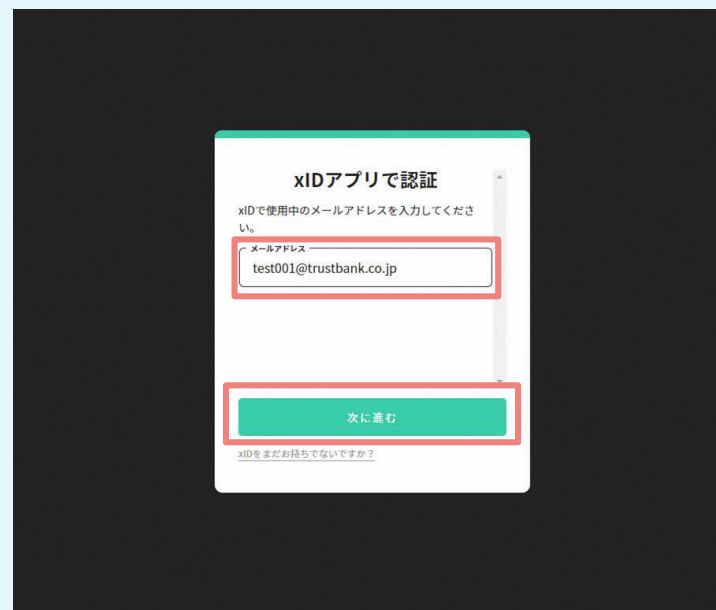 xIDアプリで認証
xIDで使用中のメールアドレスを入力してくださ
い。
メールアドレス
test001@trustbank.co.jp
次に進む
xIDをまだお持ちでないですか？